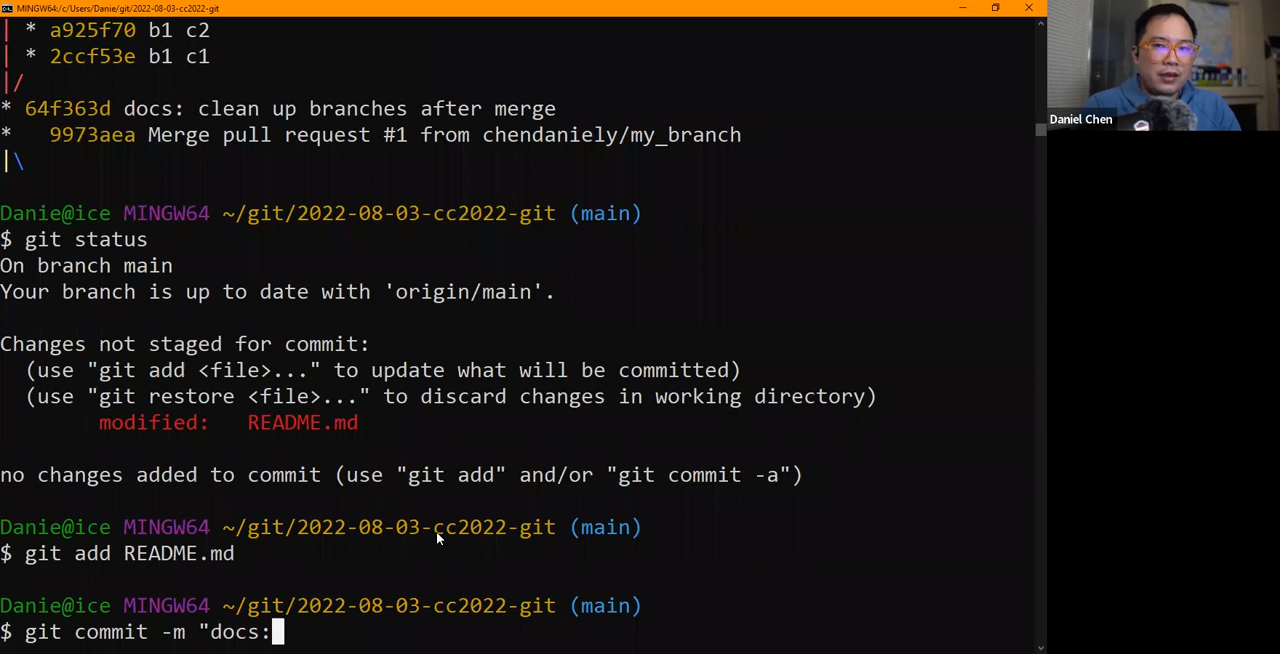 MINGW64:/c/Users/Danie/git/2022-08-03-cc2022-git
| * a925f70 b1 c2
| * 2ccf53e b1 c1
|/
* 64f363d docs: clean up branches after merge
*   9973aea Merge pull request #1 from chendaniely/my_branch
|\
Danie@ice MINGW64 ~/git/2022-08-03-cc2022-git (main)
$ git status
On branch main
Your branch is up to date with 'origin/main'.
Changes not staged for commit:
  (use "git add <file>..." to update what will be committed)
  (use "git restore <file>..." to discard changes in working directory)
        modified:   README.md
no changes added to commit (use "git add" and/or "git commit -a")
Danie@ice MINGW64 ~/git/2022-08-03-cc2022-git (main)
$ git add README.md
Danie@ice MINGW64 ~/git/2022-08-03-cc2022-git (main)
$ git commit -m "docs:
Daniel Chen